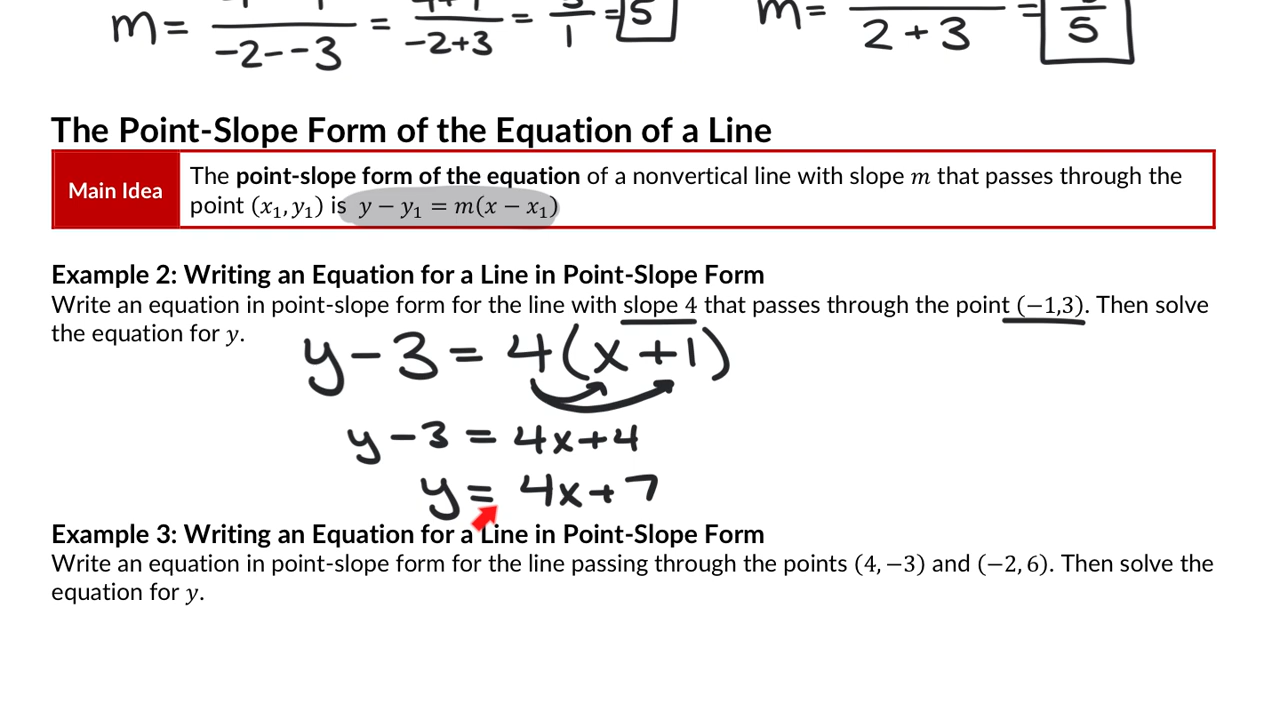 m= -2--3 = -2+3 = 1 = 5 m= 2+3 = 5
The Point-Slope Form of the Equation of a Line
Main Idea
The point-slope form of the equation of a nonvertical line with slope m that passes through the
point (x₁, y₁) is y − y₁ = m(x − x₁)
Example 2: Writing an Equation for a Line in Point-Slope Form
Write an equation in point-slope form for the line with slope 4 that passes through the point (−1,3). Then solve
the equation for y.
y-3 = 4(x+1)
y-3 = 4x+4
y = 4x+7
Example 3: Writing an Equation for a Line in Point-Slope Form
Write an equation in point-slope form for the line passing through the points (4, −3) and (−2, 6). Then solve the
equation for y.